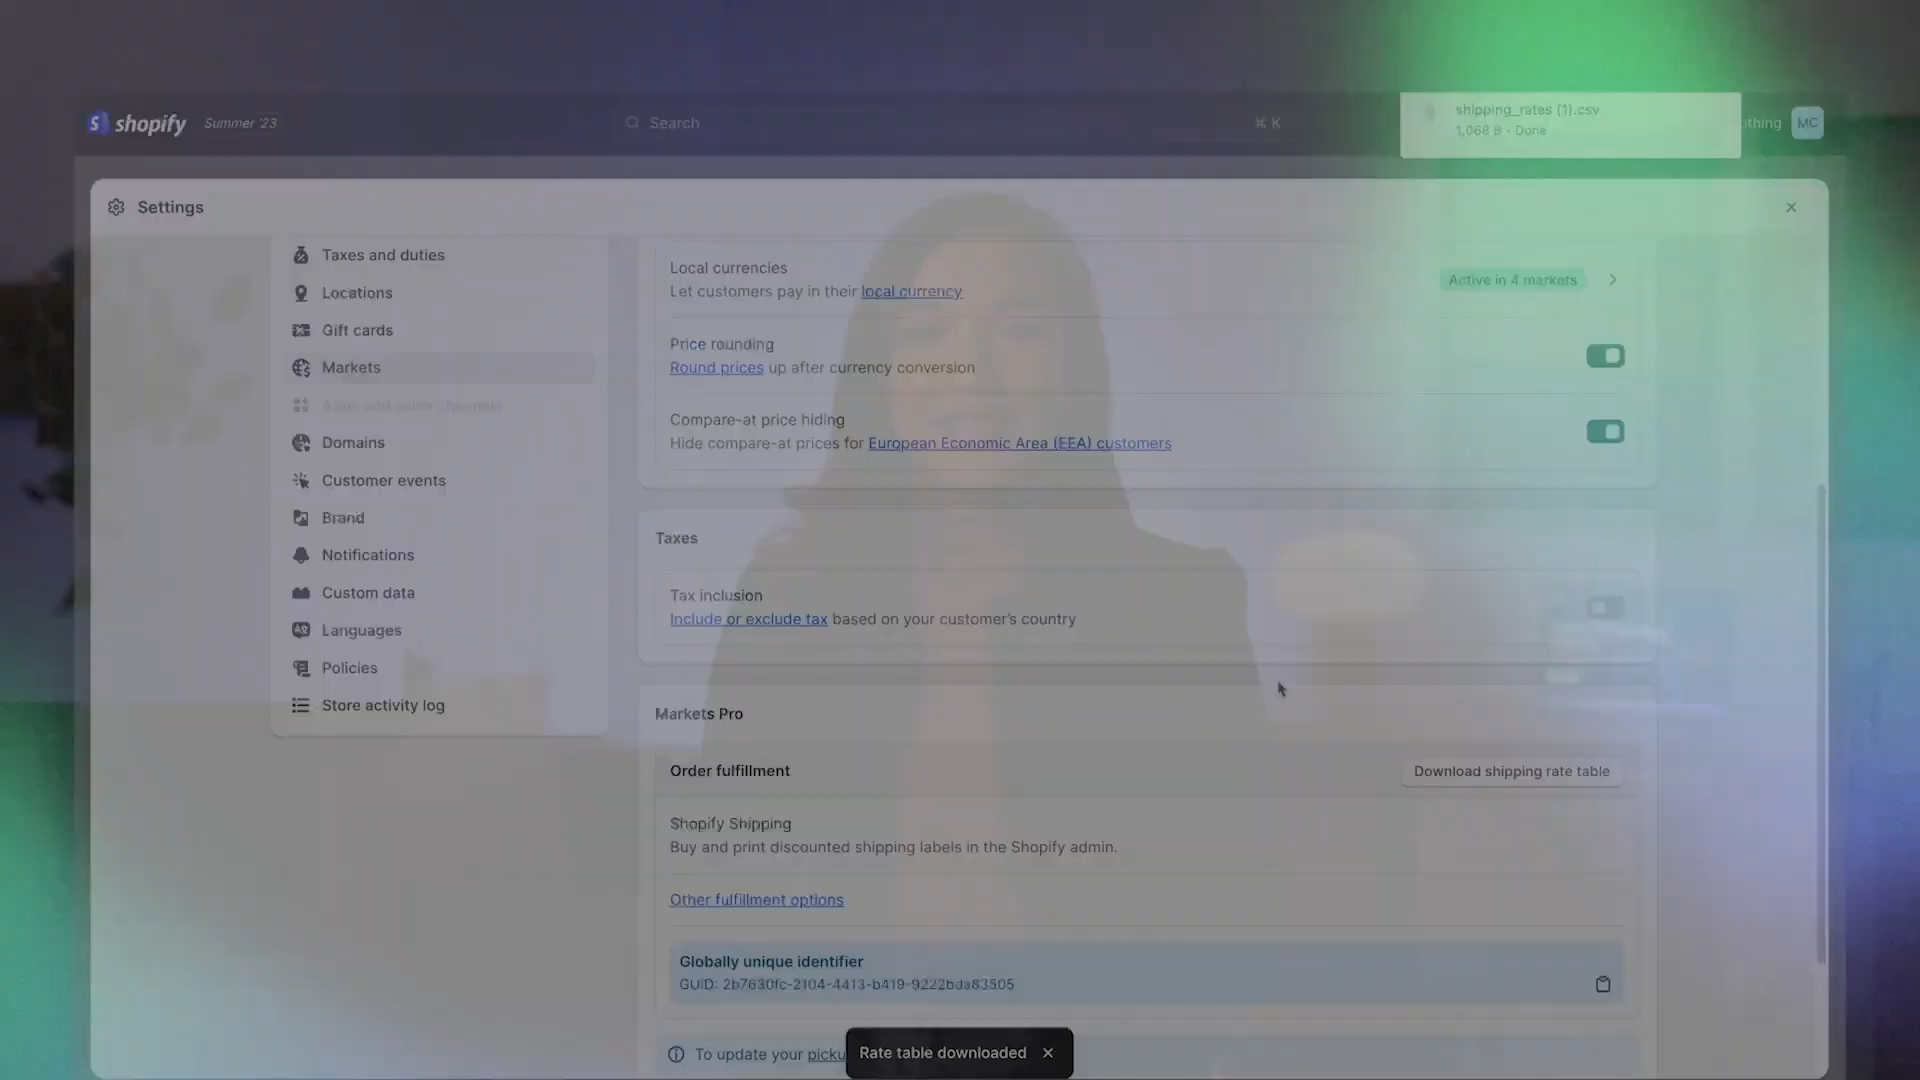 shopify Summer '23
Search
⌘ K
shipping_rates (1).csv
1,068 B • Done
thing
MC
Settings
Taxes and duties
Locations
Gift cards
Markets
Apps and sales channels
Domains
Customer events
Brand
Notifications
Custom data
Languages
Policies
Store activity log
Local currencies
Let customers pay in their local currency
Active in 4 markets
Price rounding
Round prices up after currency conversion
Compare-at price hiding
Hide compare-at prices for European Economic Area (EEA) customers
Taxes
Tax inclusion
Include or exclude tax based on your customer's country
Markets Pro
Order fulfillment
Download shipping rate table
Shopify Shipping
Buy and print discounted shipping labels in the Shopify admin.
Other fulfillment options
Globally unique identifier
GUID: 2b7630fc-2104-4413-b419-9222bda83505
To update your picku
Rate table downloaded